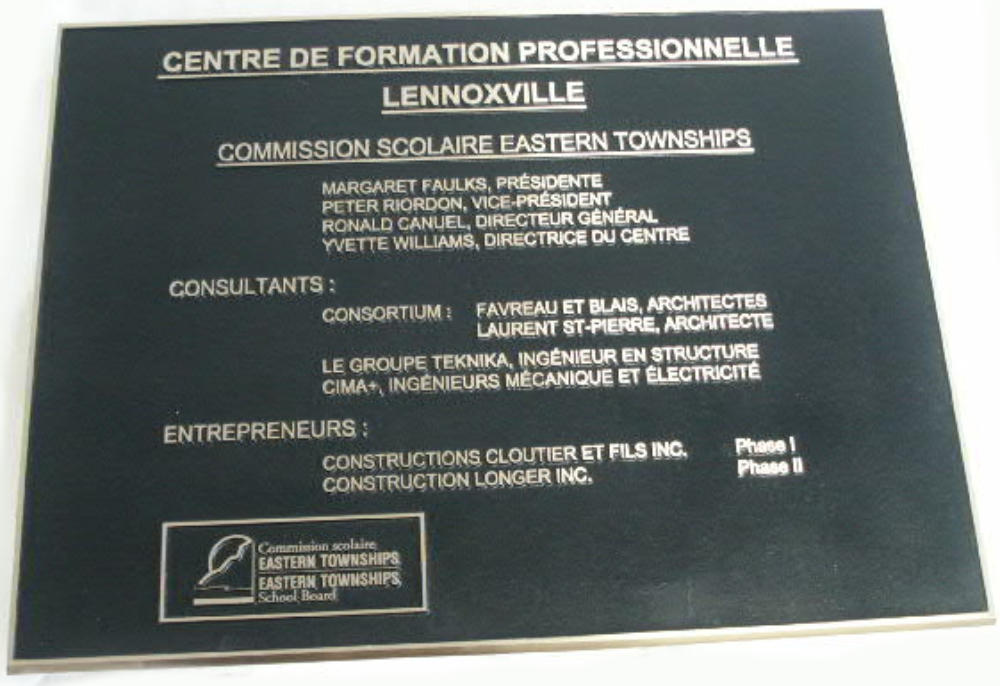 CENTRE DE FORMATION PROFESSIONNELLE
LENNOXVILLE
COMMISSION SCOLAIRE EASTERN TOWNSHIPS
MARGARET FAULKS, PRÉSIDENTE
PETER RIORDON, VICE-PRÉSIDENT
RONALD CANUEL, DIRECTEUR GÉNÉRAL
YVETTE WILLIAMS, DIRECTRICE DU CENTRE
CONSULTANTS :
CONSORTIUM : FAVREAU ET BLAIS, ARCHITECTES
LAURENT ST-PIERRE, ARCHITECTE
LE GROUPE TEKNIKA, INGÉNIEUR EN STRUCTURE
CIMA+, INGÉNIEURS MÉCANIQUE ET ÉLECTRICITÉ
ENTREPRENEURS :
CONSTRUCTIONS CLOUTIER ET FILS INC. Phase I
CONSTRUCTION LONGER INC. Phase II
Commission scolaire
EASTERN TOWNSHIPS
EASTERN TOWNSHIPS
School Board